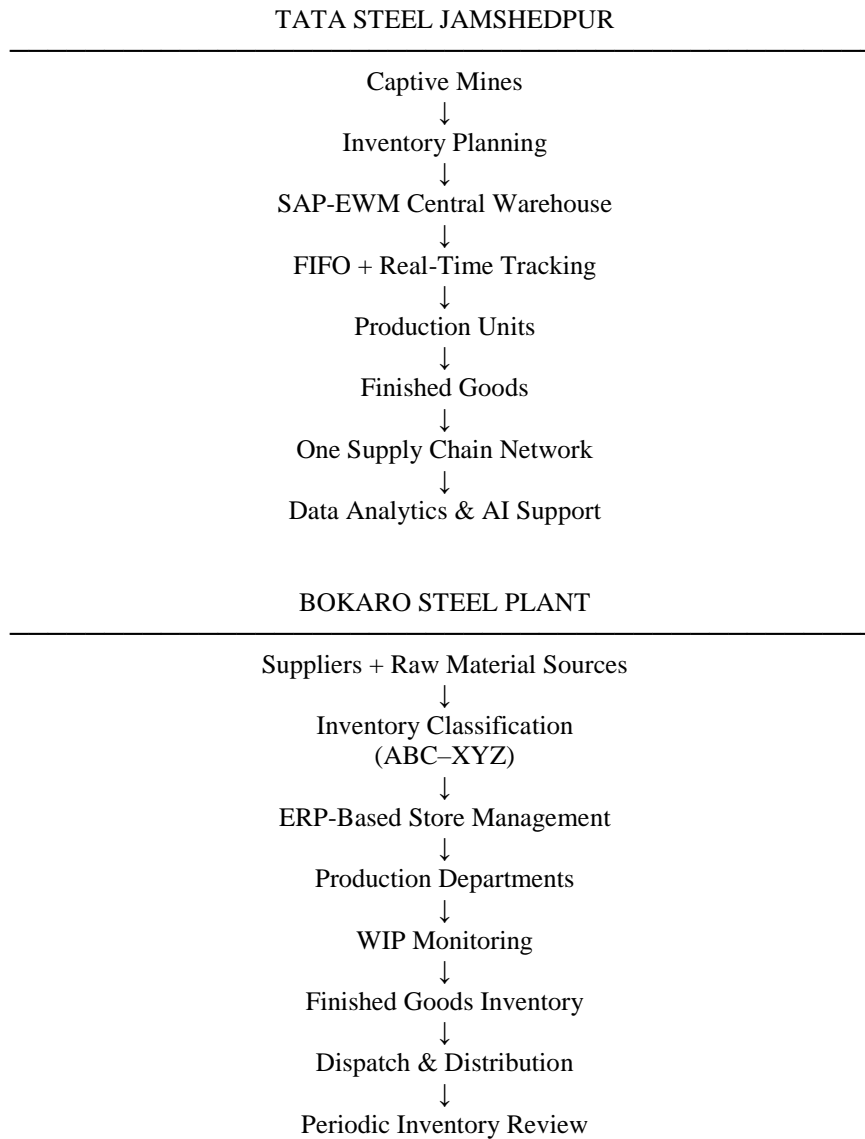 TATA STEEL JAMSHEDPUR
Captive Mines
↓
Inventory Planning
↓
SAP-EWM Central Warehouse
↓
FIFO + Real-Time Tracking
↓
Production Units
↓
Finished Goods
↓
One Supply Chain Network
↓
Data Analytics & AI Support
BOKARO STEEL PLANT
Suppliers + Raw Material Sources
↓
Inventory Classification
(ABC–XYZ)
↓
ERP-Based Store Management
↓
Production Departments
↓
WIP Monitoring
↓
Finished Goods Inventory
↓
Dispatch & Distribution
↓
Periodic Inventory Review